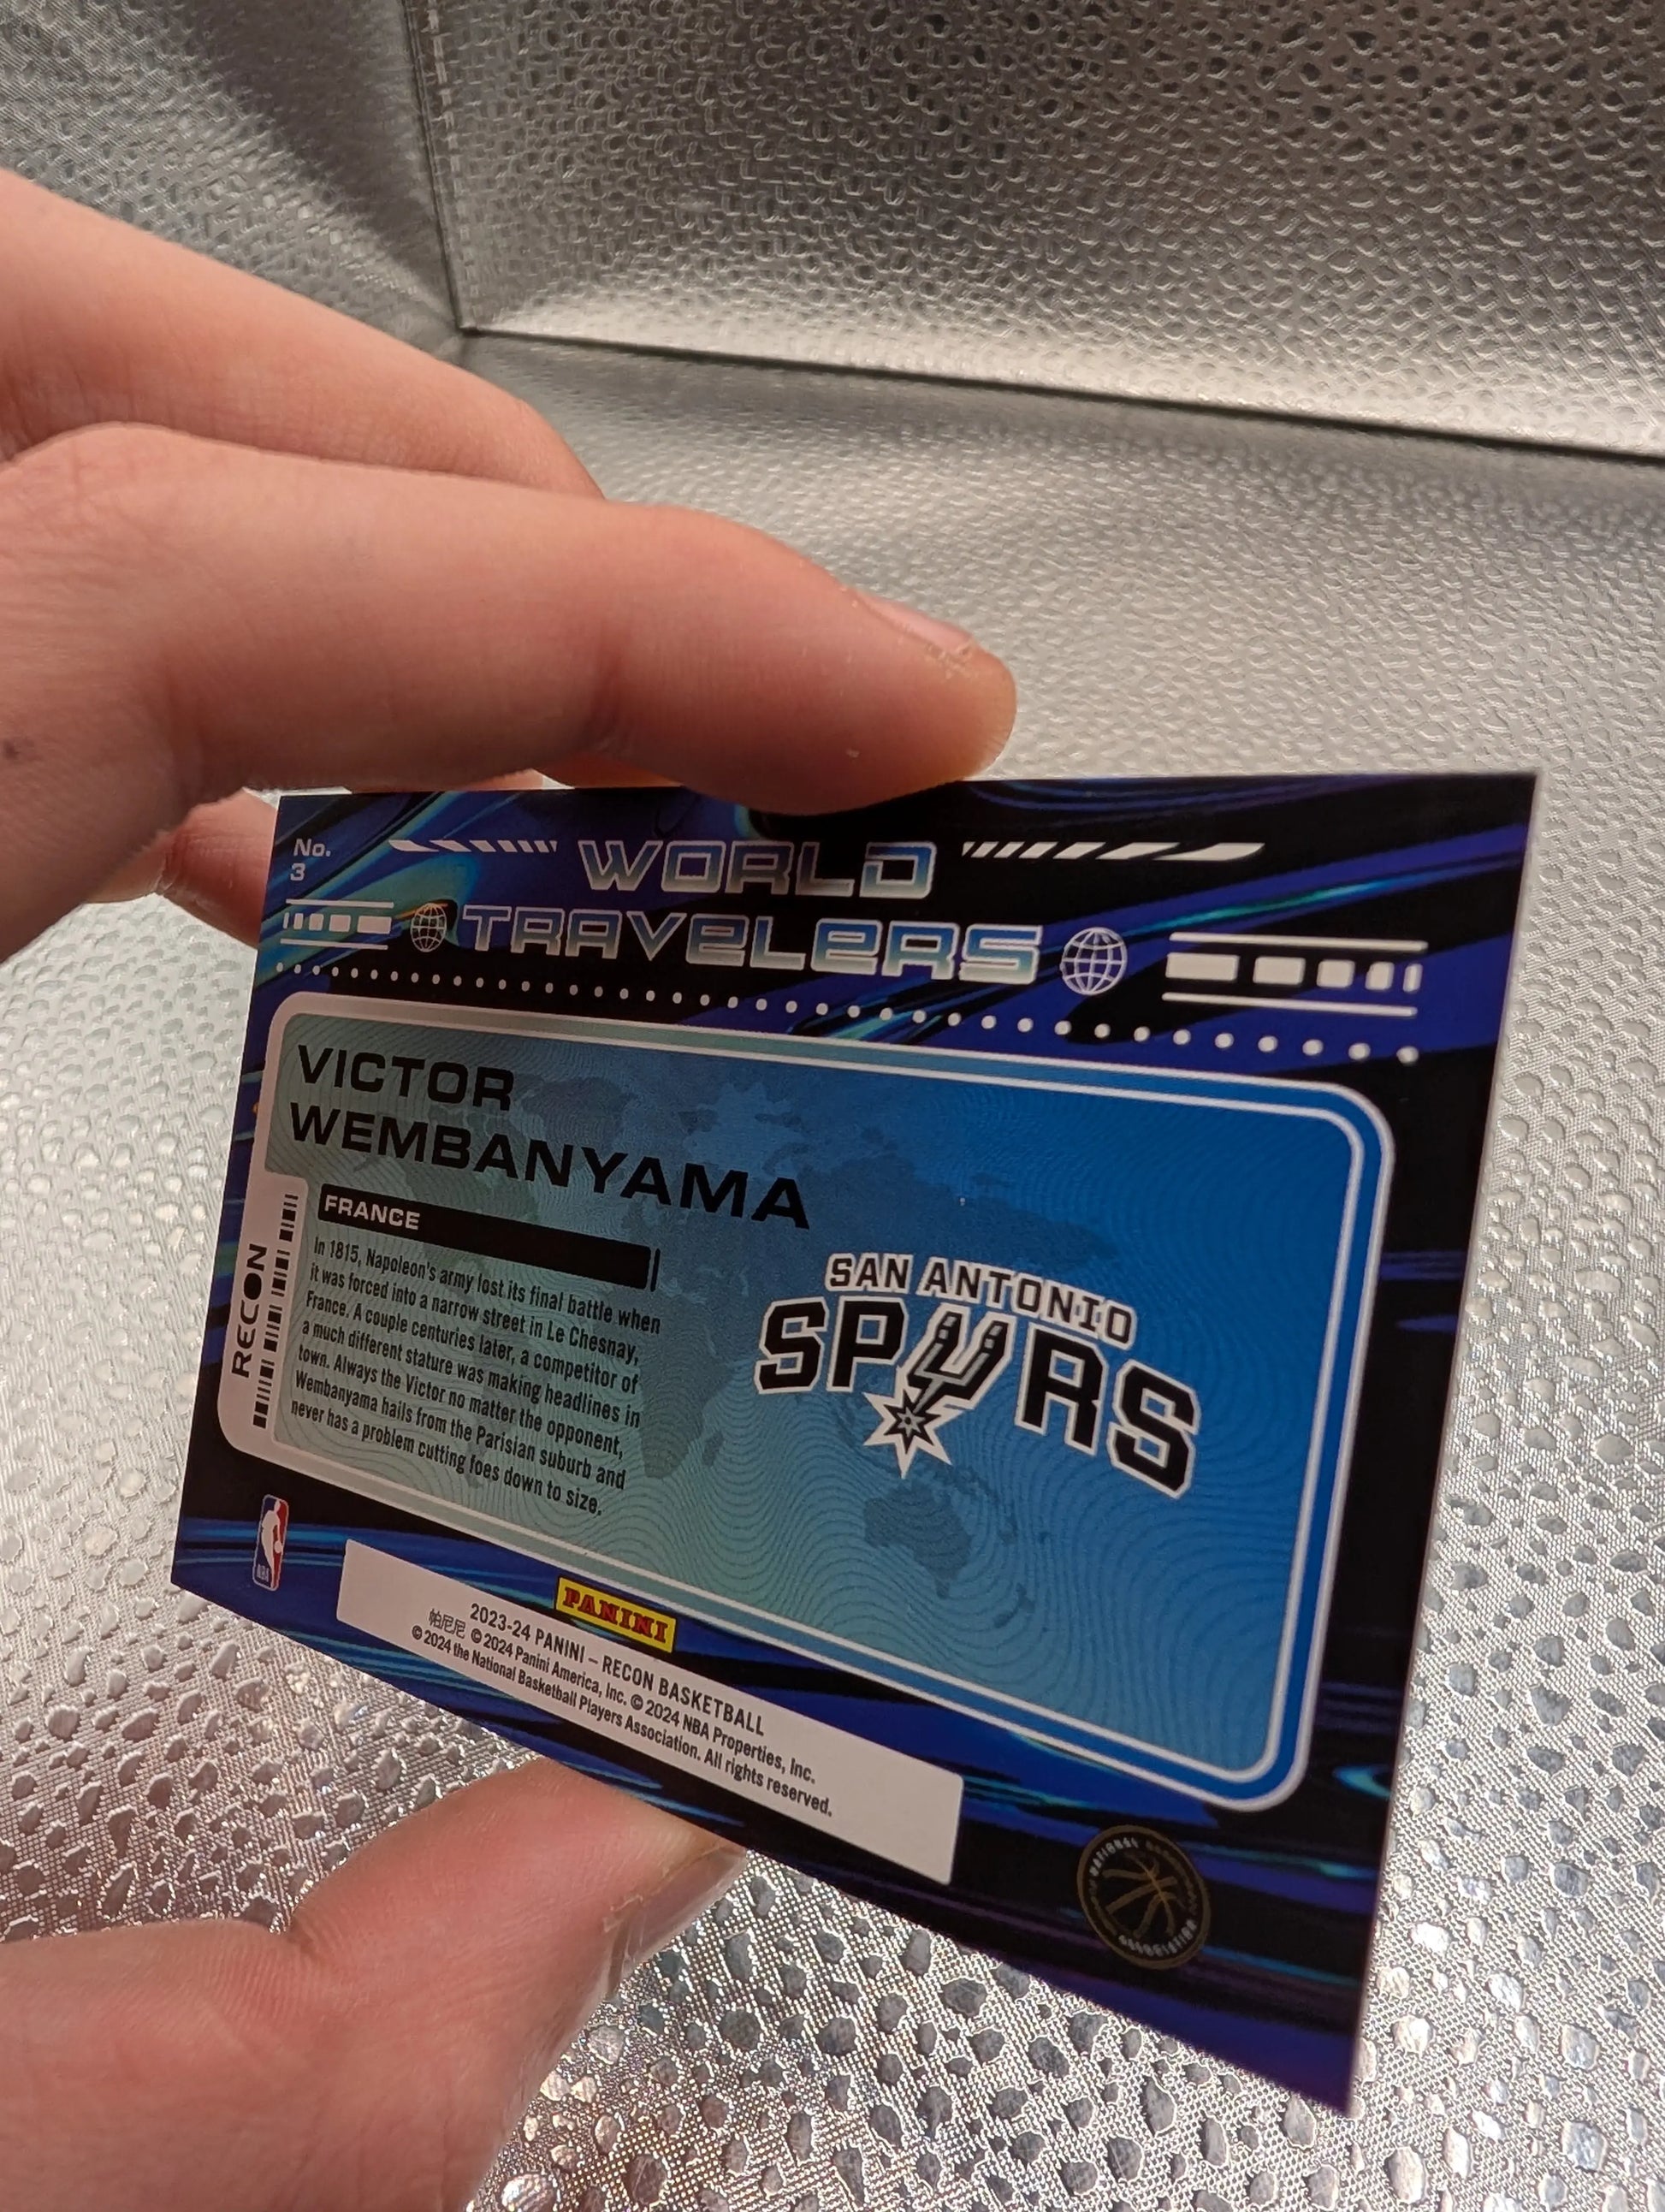 No.
3
WORLD
TRAVELERS
VICTOR
WEMBANYAMA
FRANCE
In 1815, Napoleon's army lost its final battle when
it was forced into a narrow street in Le Chesnay,
France. A couple centuries later, a competitor of
a much different stature was making headlines in
town. Always the Victor no matter the opponent,
Wembanyama hails from the Parisian suburb and
never has a problem cutting foes down to size.
RECON
SAN ANTONIO
SPURS
NBA
PANINI
2023-24 PANINI – RECON BASKETBALL
帕尼尼 © 2024 Panini America, Inc. © 2024 NBA Properties, Inc.
© 2024 the National Basketball Players Association. All rights reserved.
NATIONAL BASKETBALL
ASSOCIATION